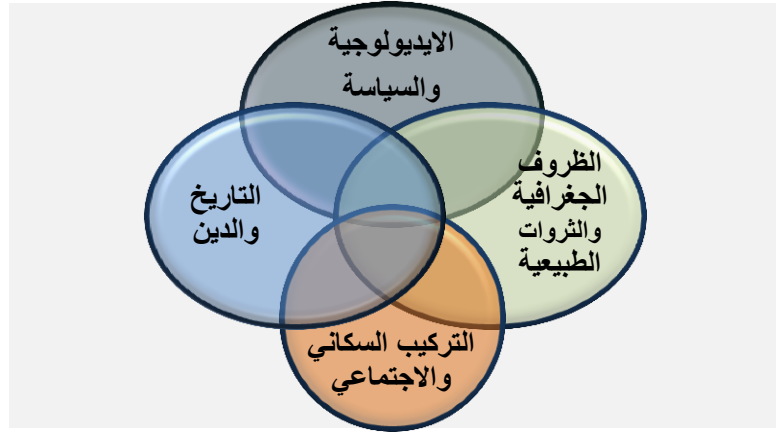 الايديولوجية
والسياسة
الظروف
الجغرافية
والثروات
الطبيعية
التاريخ
والدين
التركيب السكاني
والاجتماعي